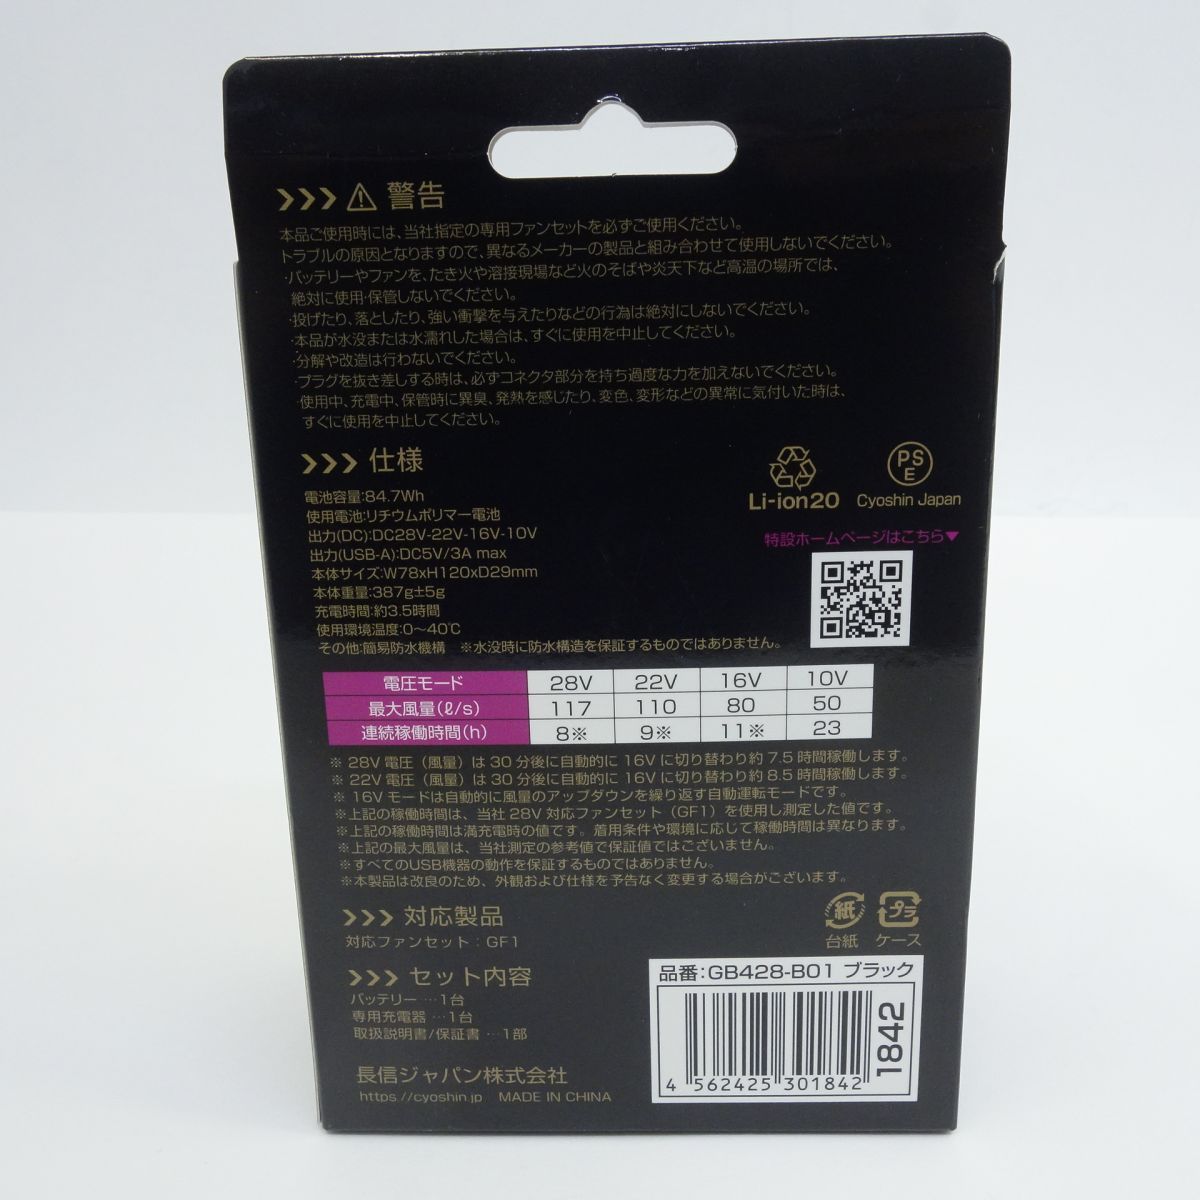 警告
本品ご使用時には、当社指定の専用ファンセットを必ずご使用ください。
トラブルの原因となりますので、異なるメーカーの製品と組み合わせて使用しないでください。
・バッテリーやファンを、たき火や溶接現場など火のそばや炎天下など高温の場所では、
絶対に使用・保管しないでください。
・投げたり、落としたり、強い衝撃を与えたりなどの行為は絶対にしないでください。
・本品が水没または水濡れした場合は、すぐに使用を中止してください。
・分解や改造は行わないでください。
・プラグを抜き差しする時は、必ずコネクタ部分を持ち過度な力を加えないでください。
・使用中、充電中、保管時に異臭、発熱を感じたり、変色、変形などの異常に気付いた時は、
すぐに使用を中止してください。
仕様
電池容量:84.7Wh
使用電池:リチウムポリマー電池
出力(DC):DC28V-22V-16V-10V
出力(USB-A):DC5V/3A max
本体サイズ:W78xH120xD29mm
本体重量:387g±5g
充電時間:約3.5時間
使用環境温度:0～40℃
その他:簡易防水機構 ※水没時に防水構造を保証するものではありません。
Li-ion20
PSE
Cyoshin Japan
特設ホームページはこちら▼
電圧モード 28V 22V 16V 10V
最大風量(ℓ/s) 117 110 80 50
連続稼働時間(h) 8※ 9※ 11※ 23
※ 28V 電圧（風量）は 30 分後に自動的に 16V に切り替わり約 7.5 時間稼働します。
※ 22V 電圧（風量）は 30 分後に自動的に 16V に切り替わり約 8.5 時間稼働します。
※ 16V モードは自動的に風量のアップダウンを繰り返す自動運転モードです。
※上記の稼働時間は、当社 28V 対応ファンセット（GF1）を使用し測定した値です。
※上記の稼働時間は満充電時の値です。着用条件や環境に応じて稼働時間は異なります。
※上記の最大風量は、当社測定の参考値で保証値ではございません。
※すべてのUSB機器の動作を保証するものではありません。
※本製品は改良のため、外観および仕様を予告なく変更する場合がございます。
対応製品
対応ファンセット：GF1
紙
台紙
プラ
ケース
セット内容
バッテリー …1台
専用充電器 …1台
取扱説明書/保証書 …1部
長信ジャパン株式会社
https://cyoshin.jp MADE IN CHINA
品番:GB428-B01 ブラック
1842
4 562425 301842